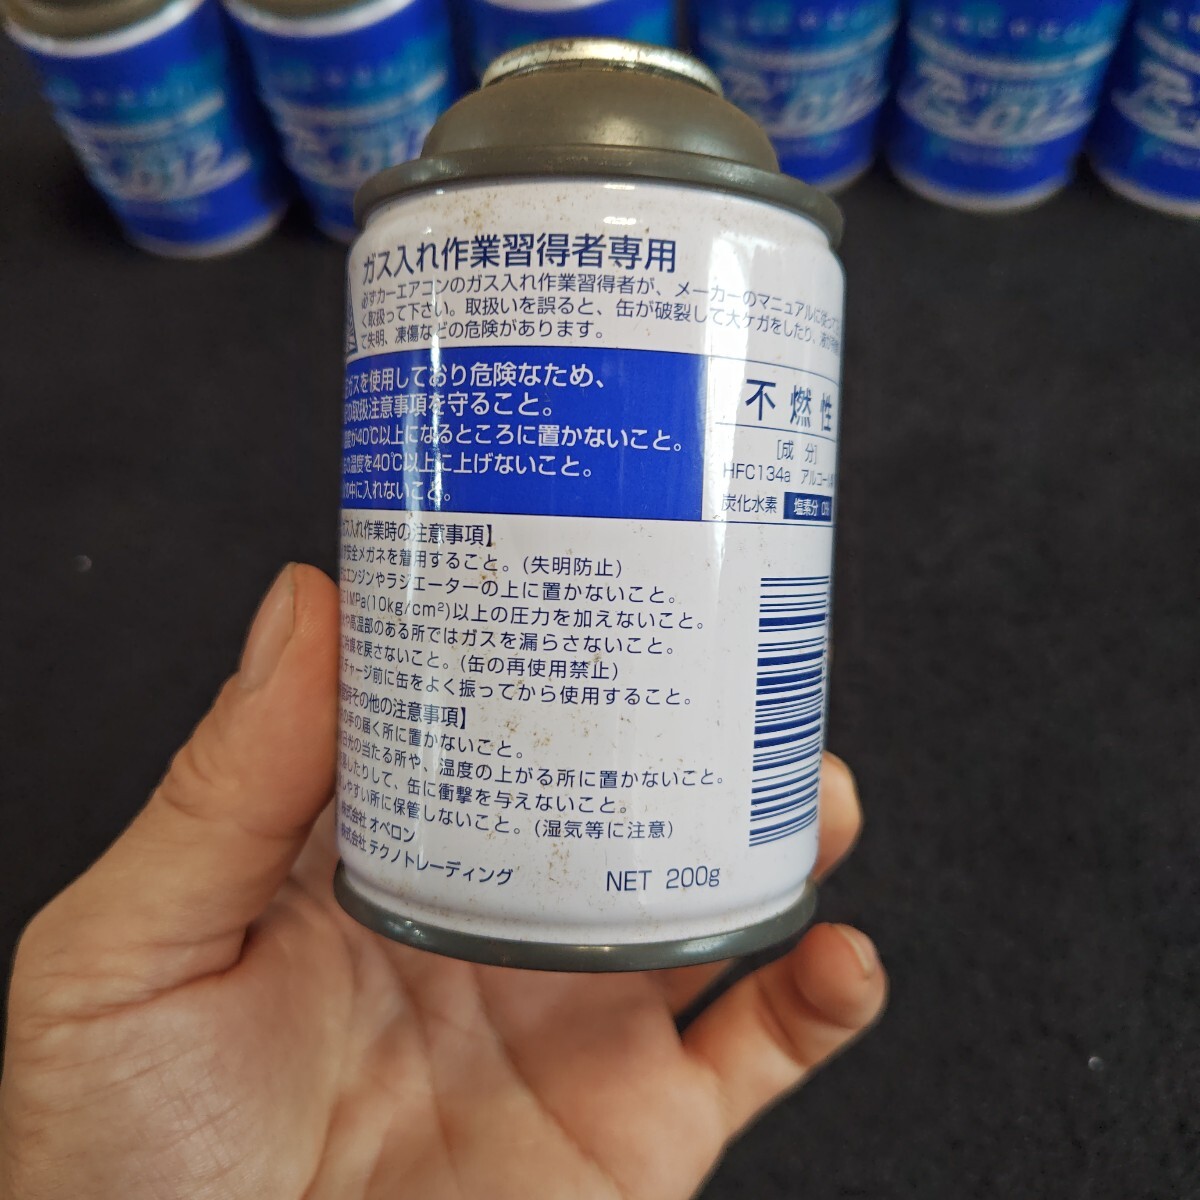 ガス入れ作業習得者専用
必ずカーエアコンのガス入れ作業習得者が、メーカーのマニュアルに
く取扱って下さい。取扱いを誤ると、缶が破裂して大ケガをしたり、
て失明、凍傷などの危険があります。
ガスを使用しており危険なため、
の取扱注意事項を守ること。
が40℃以上になるところに置かないこと。
の温度を40℃以上に上げないこと。
の中に入れないこと。
不燃性
[成 分]
HFC134a アルコール
炭化水素 塩素分 0%
ガス入れ作業時の注意事項】
安全メガネを着用すること。(失明防止)
エンジンやラジエーターの上に置かないこと。
1MPa(10kg/cm²)以上の圧力を加えないこと。
や高温部のある所ではガスを漏らさないこと。
冷媒を戻さないこと。(缶の再使用禁止)
チャージ前に缶をよく振ってから使用すること。
その他の注意事項】
の手の届く所に置かないこと。
日光の当たる所や、温度の上がる所に置かないこと。
したりして、缶に衝撃を与えないこと。
しやすい所に保管しないこと。(湿気等に注意)
株式会社 オベロン
株式会社 テクノトレーディング
NET 200g